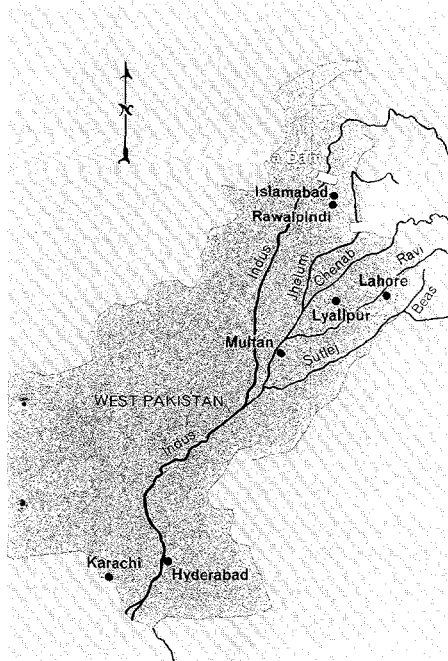 N
Islamabad
Rawalpindi
Indus
Jhelum
Chenab
Ravi
Lahore
Lyallpur
Beas
Multan
Sutlej
WEST PAKISTAN
Indus
Karachi
Hyderabad